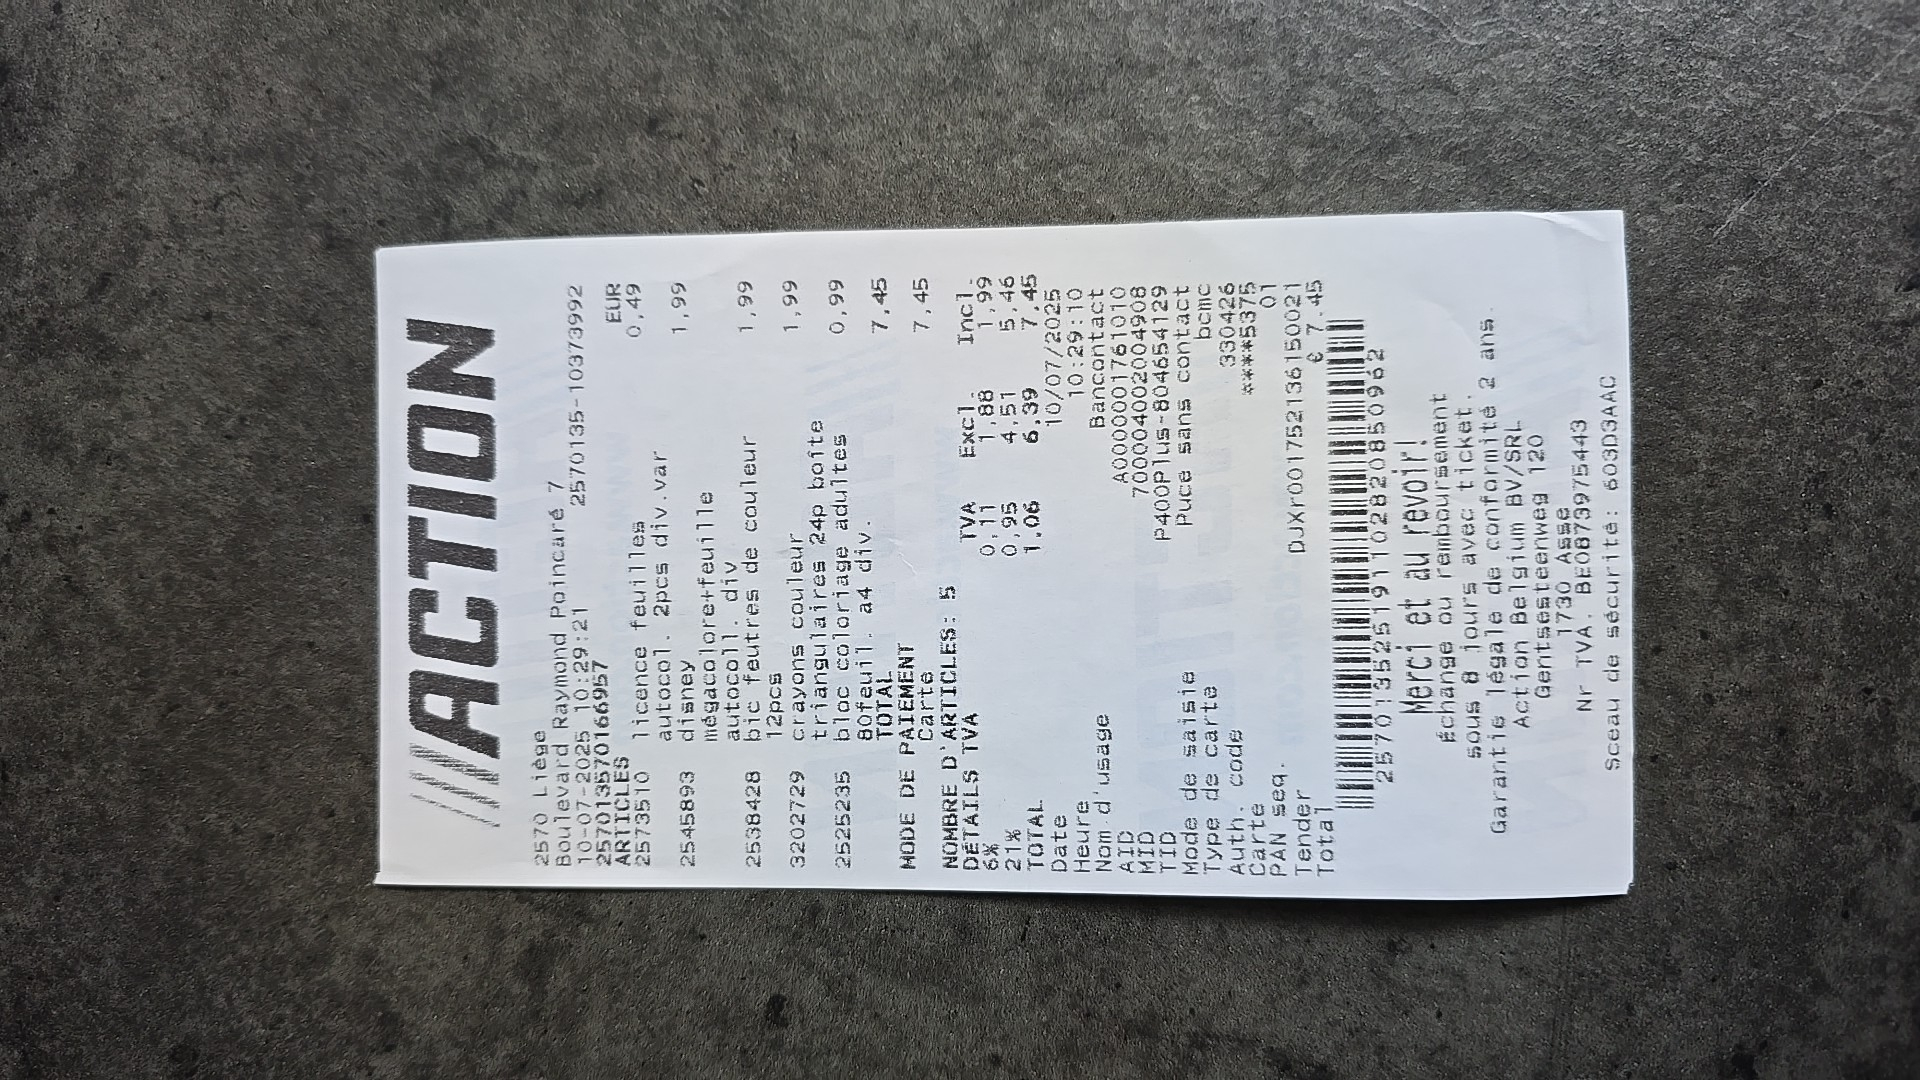 ACTION
2570 Liège
Boulevard Raymond Poincaré 7
10-07-2025 10:29:21 2570135-10373992
257013570166957
ARTICLES EUR
2573510 licence feuilles 0,49
autocol. 2pcs div.var
2545893 disney 1,99
mégacolore+feuille
autocoll. div
2538428 bic feutres de couleur 1,99
12pcs
3202729 crayons couleur 1,99
triangulaires 24p boîte
2525235 bloc coloriage adultes 0,99
80feuil. a4 div.
TOTAL 7,45
MODE DE PAIEMENT
Carte 7,45
NOMBRE D'ARTICLES: 5
DÉTAILS TVA TVA Excl. Incl.
6% 0,11 1,88 1,99
21% 0,95 4,51 5,46
TOTAL 1,06 6,39 7,45
Date 10/07/2025
Heure 10:29:10
Nom d'usage Bancontact
AID A0000001761010
MID 700004002004908
TID P400Plus-804654129
Mode de saisie Puce sans contact
Type de carte bcmc
Auth. code 330426
Carte ****5375
PAN seq. 01
Tender DJXr001752136150021
Total € 7.45
2570135251911028208509­62
Merci et au revoir!
Échange ou remboursement
sous 8 jours avec ticket.
Garantie légale de conformité 2 ans.
Action Belgium BV/SRL
Gentsesteenweg 120
1730 Asse
Nr TVA. BE0873975443
Sceau de sécurité: 603D3AAC